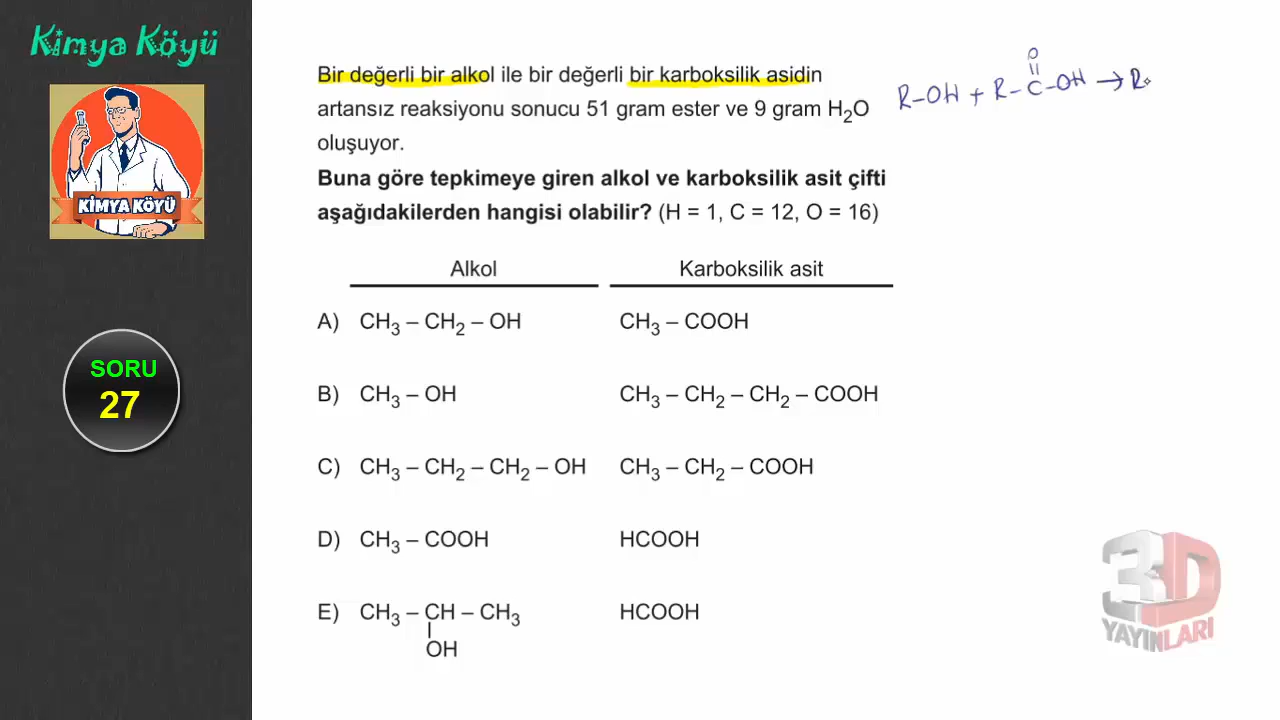 Kimya Köyü
KİMYA KÖYÜ
SORU
27
Bir değerli bir alkol ile bir değerli bir karboksilik asidin
artansız reaksiyonu sonucu 51 gram ester ve 9 gram H₂O
oluşuyor.
Buna göre tepkimeye giren alkol ve karboksilik asit çifti
aşağıdakilerden hangisi olabilir? (H = 1, C = 12, O = 16)
O
R–OH + R–C–OH → R
Alkol Karboksilik asit
A) CH₃ – CH₂ – OH CH₃ – COOH
B) CH₃ – OH CH₃ – CH₂ – CH₂ – COOH
C) CH₃ – CH₂ – CH₂ – OH CH₃ – CH₂ – COOH
D) CH₃ – COOH HCOOH
E) CH₃ – CH – CH₃ HCOOH
OH
3D
YAYINLARI